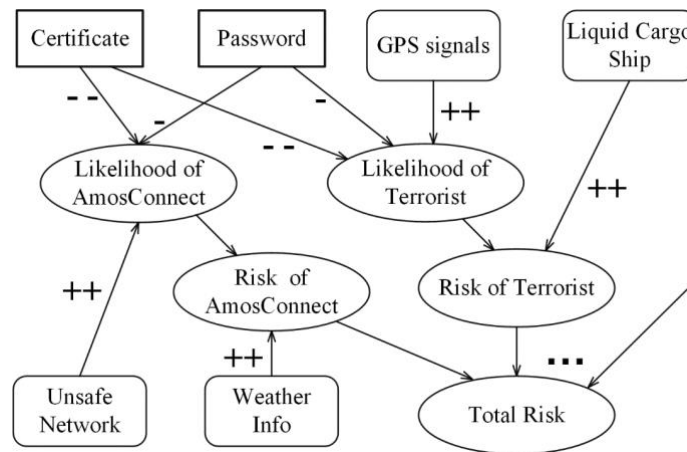 Certificate
Password
GPS signals
Liquid Cargo
Ship
- -
-
- -
-
++
++
Likelihood of
AmosConnect
Likelihood of
Terrorist
++
Risk of
AmosConnect
Risk of Terrorist
++
...
Unsafe
Network
Weather
Info
Total Risk